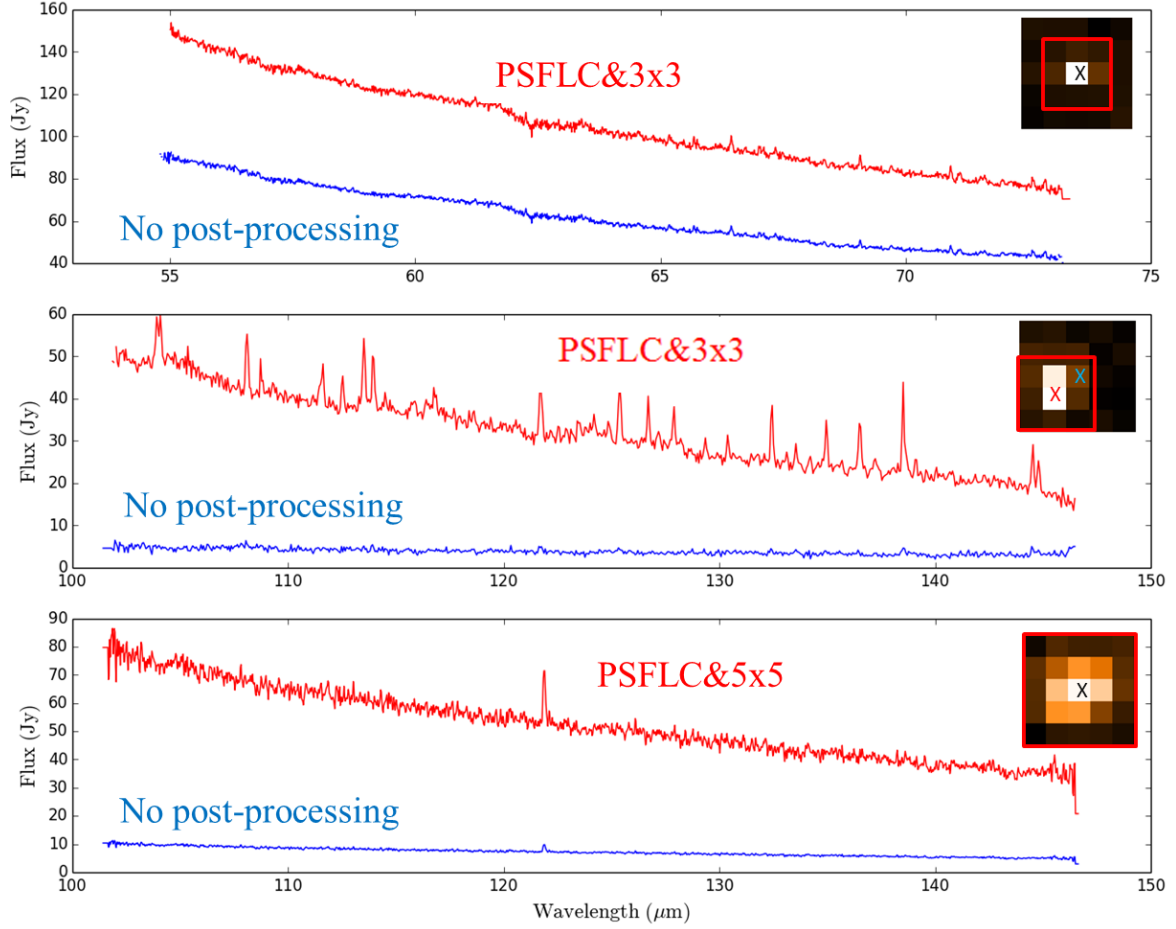 160
140
120
100
80
60
40
Flux (Jy)
PSFLC&3x3
No post-processing
X
55
60
65
70
75
60
50
40
30
20
10
0
Flux (Jy)
PSFLC&3x3
No post-processing
X
X
100
110
120
130
140
150
90
80
70
60
50
40
30
20
10
0
Flux (Jy)
PSFLC&5x5
No post-processing
X
100
110
120
130
140
150
Wavelength (μm)